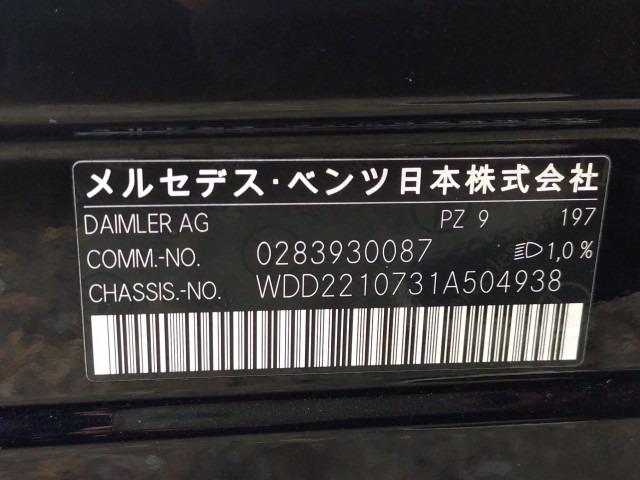 メルセデス・ベンツ日本株式会社
DAIMLER AG PZ 9 197
COMM.-NO. 0283930087 1,0%
CHASSIS.-NO. WDD2210731A504938